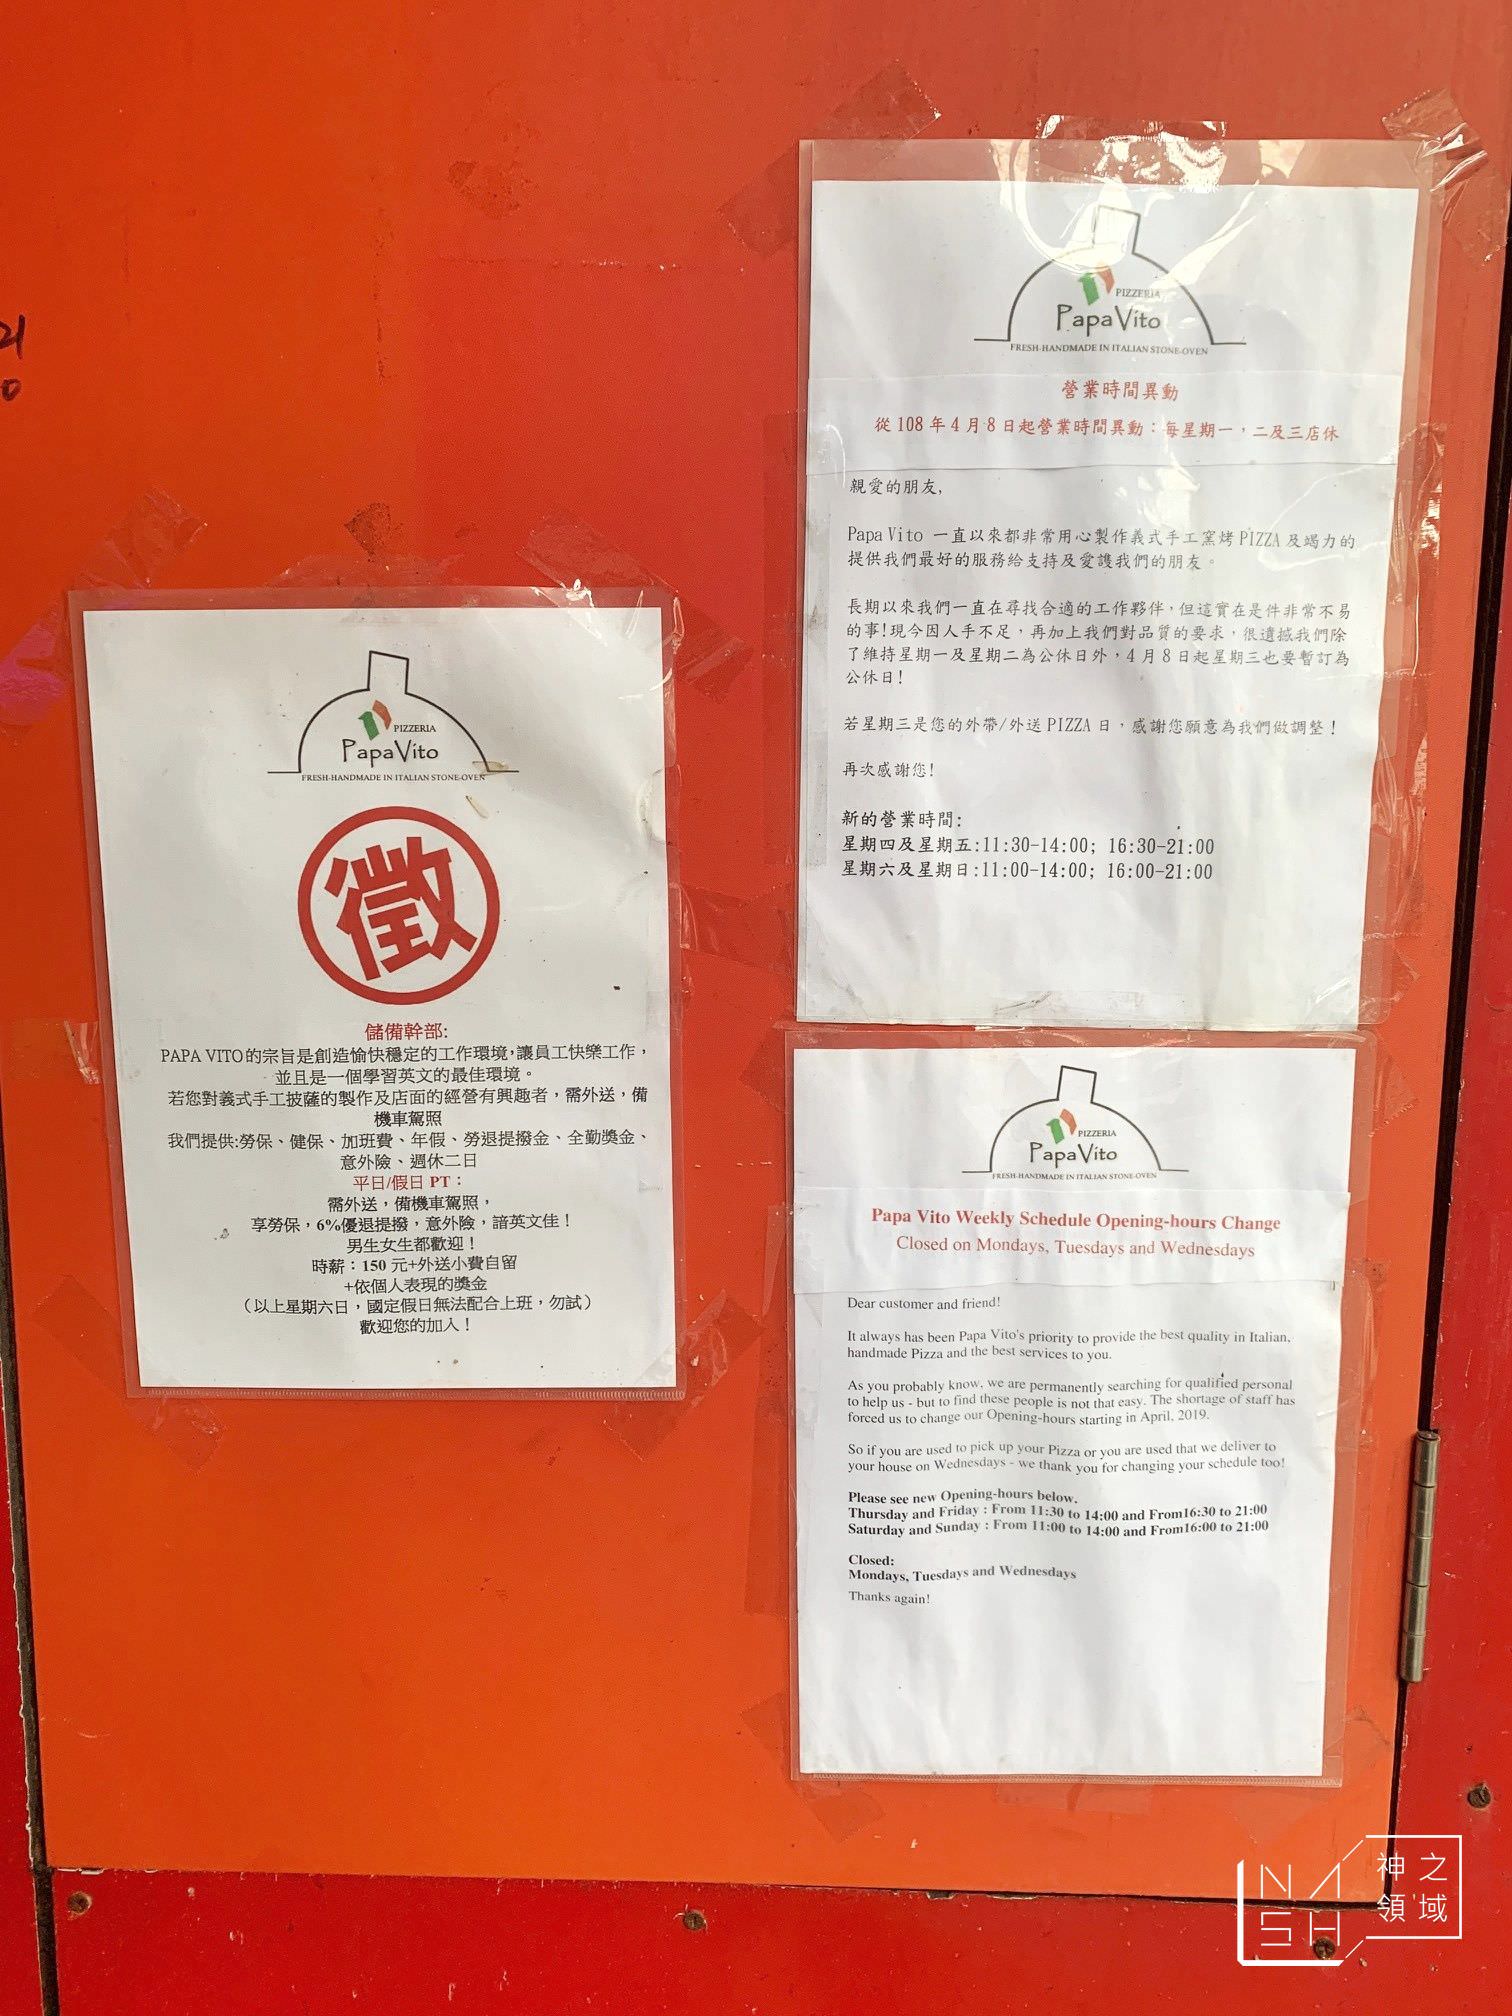 21
0
PIZZERIA
Papa Vito
FRESH-HANDMADE IN ITALIAN STONE-OVEN
徵
儲備幹部:
PAPA VITO的宗旨是創造愉快穩定的工作環境,讓員工快樂工作，
並且是一個學習英文的最佳環境。
若您對義式手工披薩的製作及店面的經營有興趣者，需外送，備
機車駕照
我們提供:勞保、健保、加班費、年假、勞退提撥金、全勤獎金、
意外險、週休二日
平日/假日 PT：
需外送，備機車駕照，
享勞保，6%優退提撥，意外險，諳英文佳！
男生女生都歡迎！
時薪：150 元+外送小費自留
+依個人表現的獎金
（以上星期六日，國定假日無法配合上班，勿試）
歡迎您的加入！
PIZZERIA
Papa Vito
FRESH-HANDMADE IN ITALIAN STONE-OVEN
營業時間異動
從 108 年 4 月 8 日起營業時間異動：每星期一，二及三店休
親愛的朋友,
Papa Vito 一直以來都非常用心製作義式手工窯烤 PIZZA 及竭力的
提供我們最好的服務給支持及愛護我們的朋友。
長期以來我們一直在尋找合適的工作夥伴，但這實在是件非常不易
的事!現今因人手不足，再加上我們對品質的要求，很遺撼我們除
了維持星期一及星期二為公休日外，4 月 8 日起星期三也要暫訂為
公休日!
若星期三是您的外帶/外送 PIZZA 日，感謝您願意為我們做調整！
再次感謝您!
新的營業時間:
星期四及星期五:11:30-14:00; 16:30-21:00
星期六及星期日:11:00-14:00; 16:00-21:00
PIZZERIA
Papa Vito
FRESH-HANDMADE IN ITALIAN STONE-OVEN
Papa Vito Weekly Schedule Opening-hours Change
Closed on Mondays, Tuesdays and Wednesdays
Dear customer and friend!
It always has been Papa Vito's priority to provide the best quality in Italian,
handmade Pizza and the best services to you.
As you probably know, we are permanently searching for qualified personal
to help us - but to find these people is not that easy. The shortage of staff has
forced us to change our Opening-hours starting in April, 2019.
So if you are used to pick up your Pizza or you are used that we deliver to
your house on Wednesdays - we thank you for changing your schedule too!
Please see new Opening-hours below.
Thursday and Friday : From 11:30 to 14:00 and From16:30 to 21:00
Saturday and Sunday : From 11:00 to 14:00 and From16:00 to 21:00
Closed:
Mondays, Tuesdays and Wednesdays
Thanks again!
NASH
神之
領域